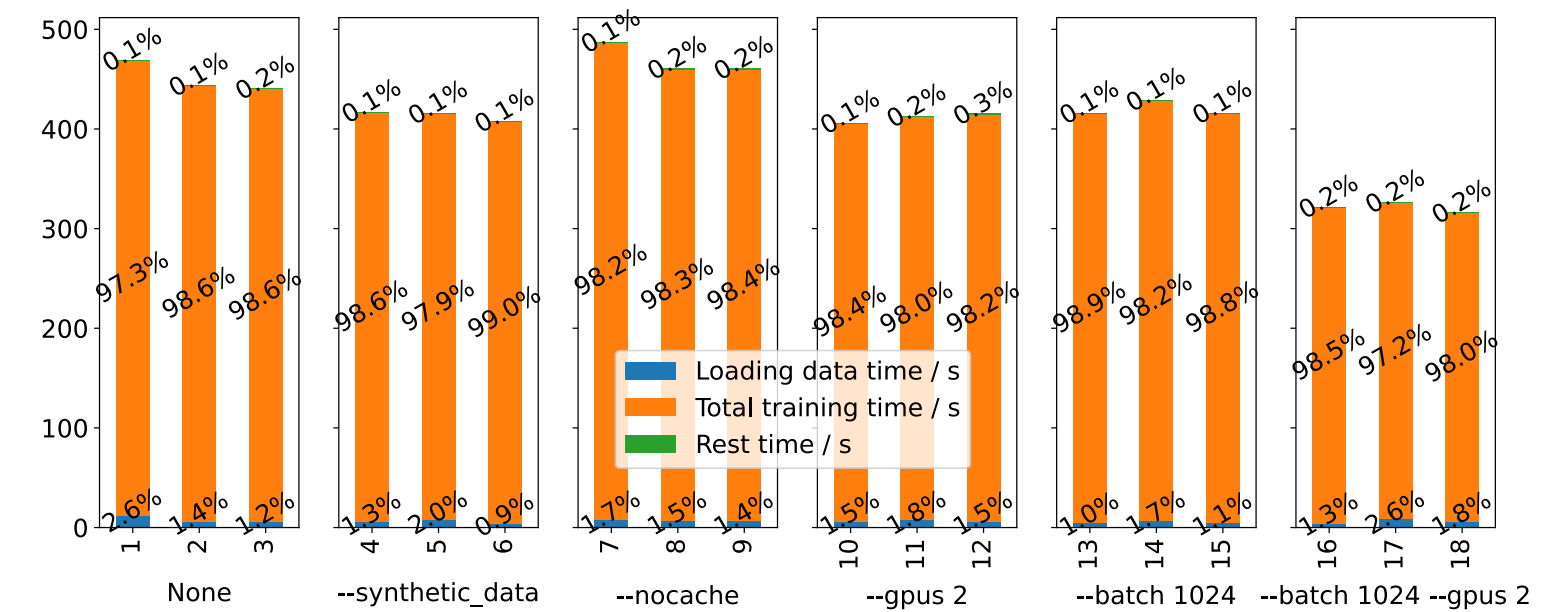 500
400
300
200
100
0
0.1% 0.1% 0.2%
97.3% 98.6% 98.6%
2.6% 1.4% 1.2%
1 2 3
None
0.1% 0.1% 0.1%
98.6% 97.9% 99.0%
1.3% 2.0% 0.9%
4 5 6
--synthetic_data
0.1% 0.2% 0.2%
98.2% 98.3% 98.4%
1.7% 1.5% 1.4%
7 8 9
--nocache
0.1% 0.2% 0.3%
98.4% 98.0% 98.2%
1.5% 1.8% 1.5%
10 11 12
--gpus 2
0.1% 0.1% 0.1%
98.9% 98.2% 98.8%
1.0% 1.7% 1.1%
13 14 15
--batch 1024
0.2% 0.2% 0.2%
98.5% 97.2% 98.0%
1.3% 2.6% 1.8%
16 17 18
--batch 1024 --gpus 2
Loading data time / s
Total training time / s
Rest time / s